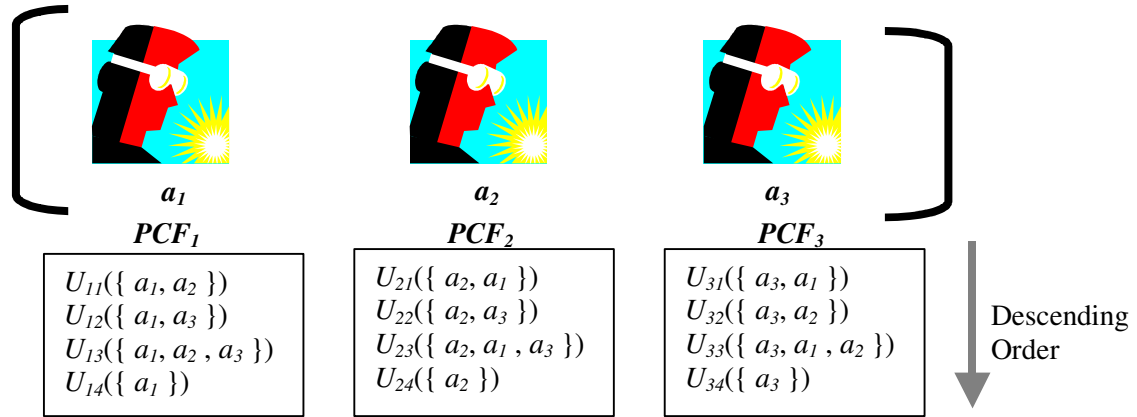 a1 a2 a3
PCF1 PCF2 PCF3
U11({ a1, a2 })
U12({ a1, a3 })
U13({ a1, a2 , a3 })
U14({ a1 })
U21({ a2, a1 })
U22({ a2, a3 })
U23({ a2, a1 , a3 })
U24({ a2 })
U31({ a3, a1 })
U32({ a3, a2 })
U33({ a3, a1 , a2 })
U34({ a3 })
Descending
Order